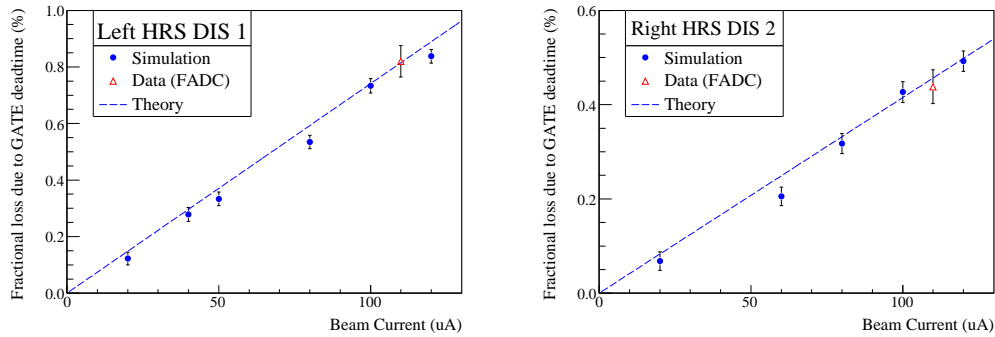 Fractional loss due to GATE deadtime (%)
1.0
0.8
0.6
0.4
0.2
0.0
Left HRS DIS 1
Simulation
Data (FADC)
Theory
0
50
100
Beam Current (uA)
Fractional loss due to GATE deadtime (%)
0.6
0.4
0.2
0.0
Right HRS DIS 2
Simulation
Data (FADC)
Theory
0
50
100
Beam Current (uA)